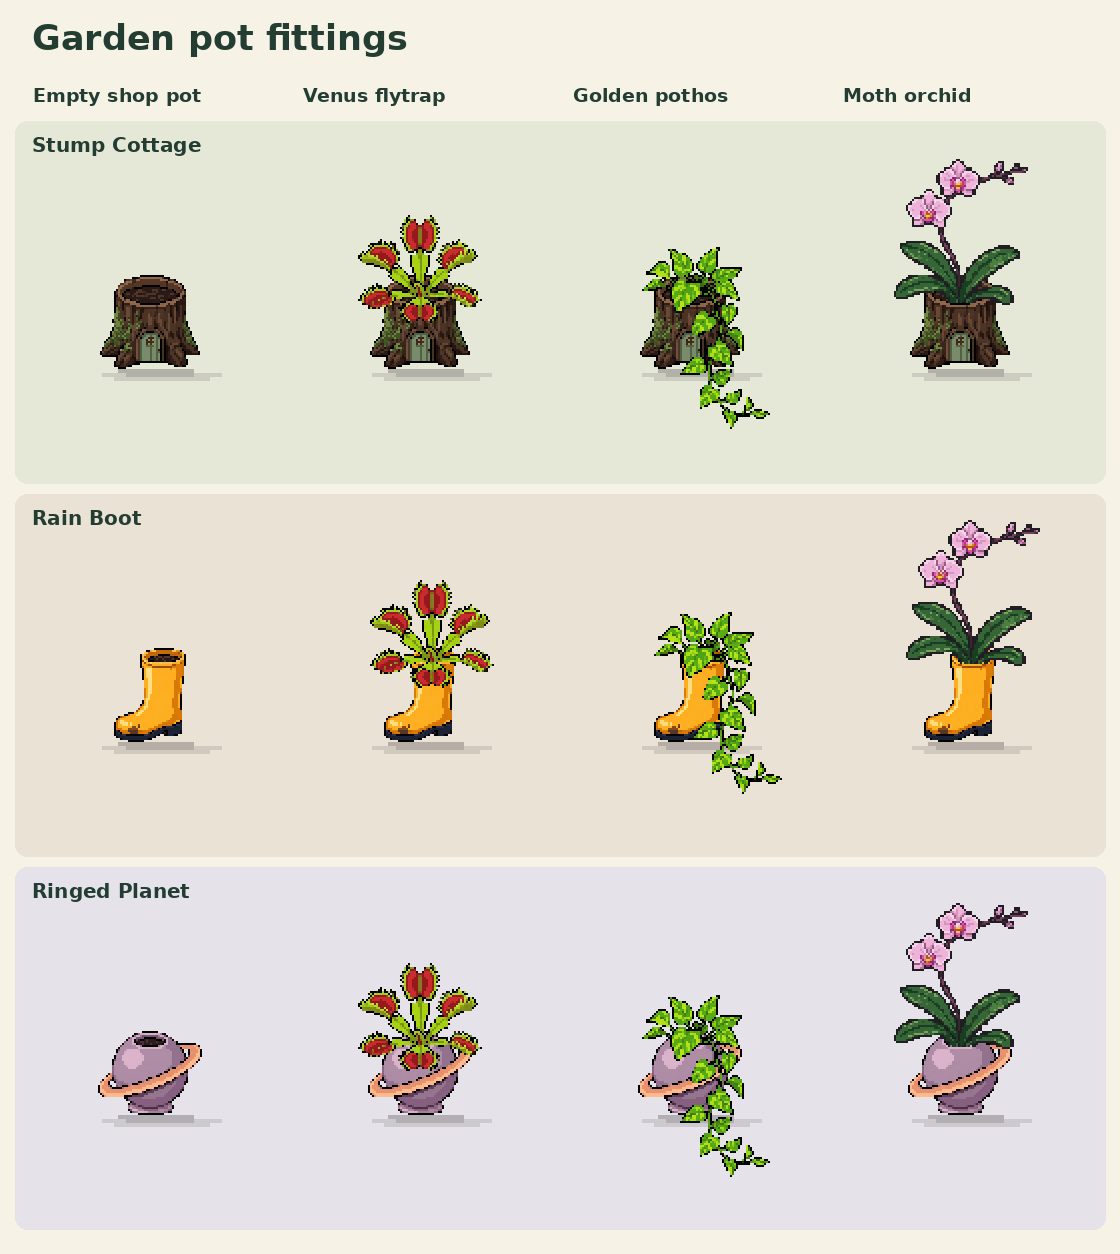 Garden pot fittings
Empty shop pot
Venus flytrap
Golden pothos
Moth orchid
Stump Cottage
Rain Boot
Ringed Planet